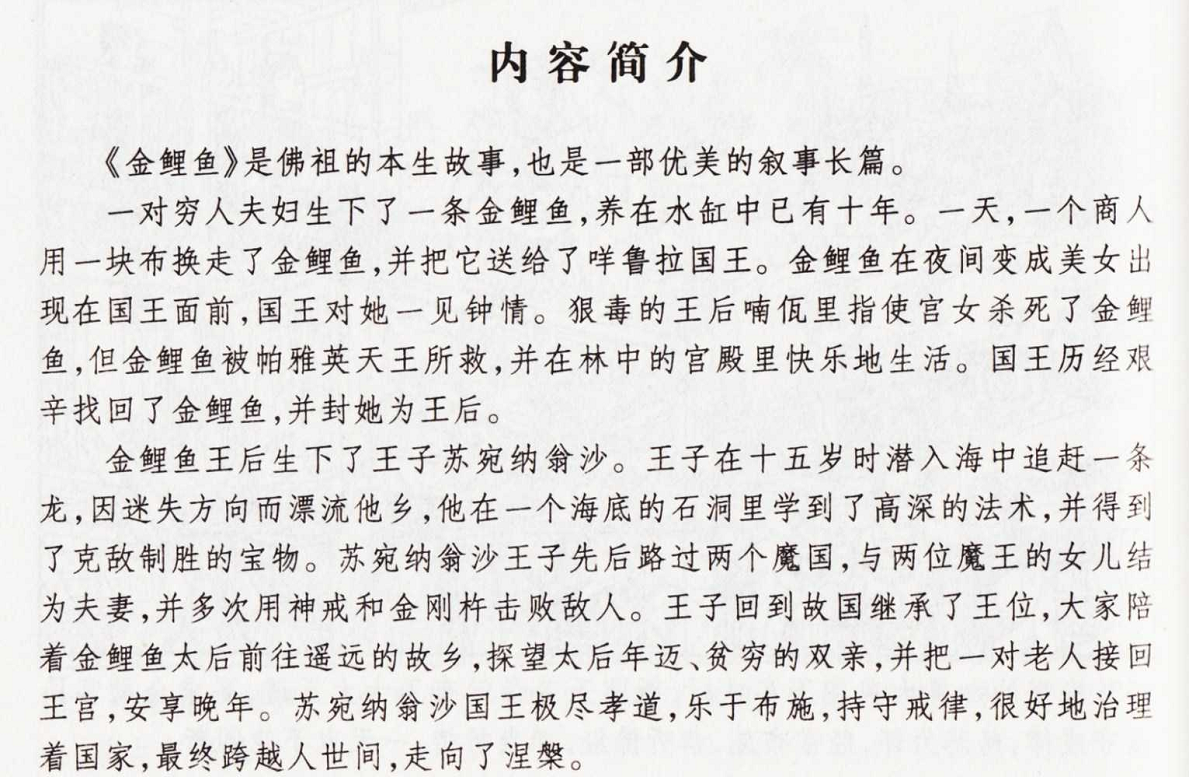 内容简介
《金鲤鱼》是佛祖的本生故事,也是一部优美的叙事长篇。
一对穷人夫妇生下了一条金鲤鱼,养在水缸中已有十年。一天,一个商人
用一块布换走了金鲤鱼,并把它送给了咩鲁拉国王。金鲤鱼在夜间变成美女出
现在国王面前,国王对她一见钟情。狠毒的王后喃佤里指使宫女杀死了金鲤
鱼,但金鲤鱼被帕雅英天王所救,并在林中的宫殿里快乐地生活。国王历经艰
辛找回了金鲤鱼,并封她为王后。
金鲤鱼王后生下了王子苏宛纳翁沙。王子在十五岁时潜入海中追赶一条
龙,因迷失方向而漂流他乡,他在一个海底的石洞里学到了高深的法术,并得到
了克敌制胜的宝物。苏宛纳翁沙王子先后路过两个魔国,与两位魔王的女儿结
为夫妻,并多次用神戒和金刚杵击败敌人。王子回到故国继承了王位,大家陪
着金鲤鱼太后前往遥远的故乡,探望太后年迈、贫穷的双亲,并把一对老人接回
王宫,安享晚年。苏宛纳翁沙国王极尽孝道,乐于布施,持守戒律,很好地治理
着国家,最终跨越人世间,走向了涅槃。